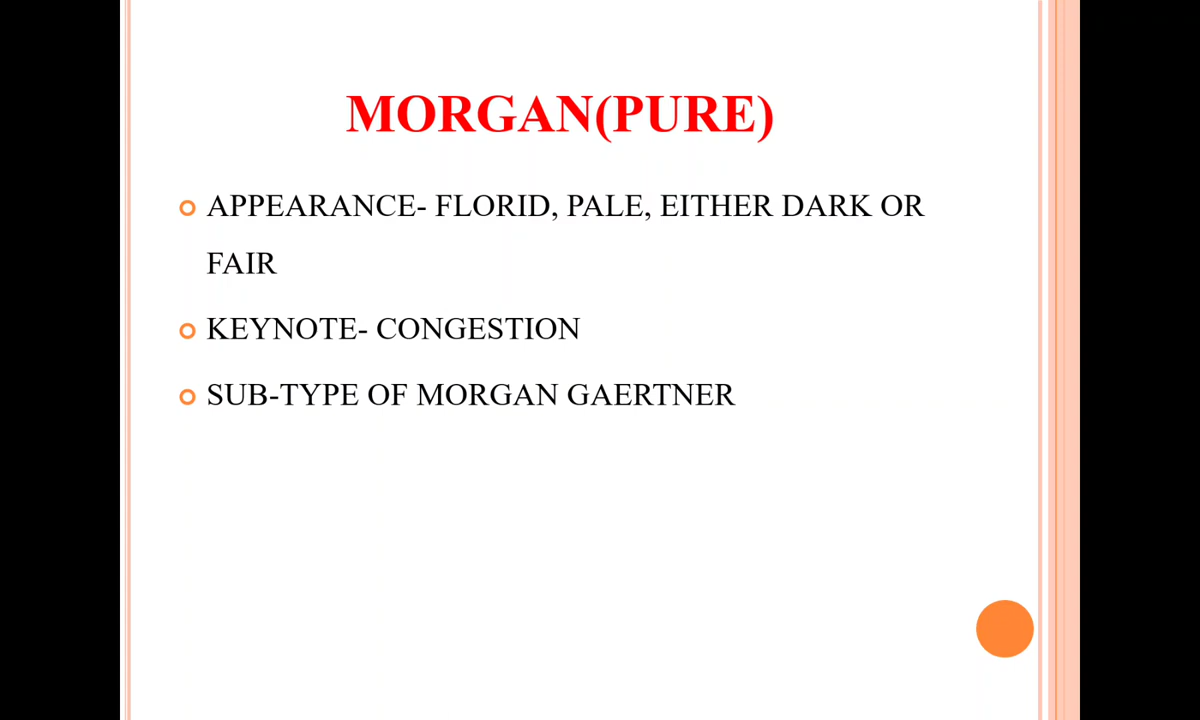 MORGAN(PURE)
APPEARANCE- FLORID, PALE, EITHER DARK OR
FAIR
KEYNOTE- CONGESTION
SUB-TYPE OF MORGAN GAERTNER